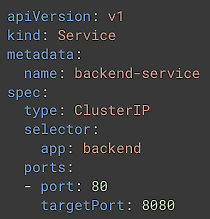 apiVersion: v1
kind: Service
metadata:
  name: backend-service
spec:
  type: ClusterIP
  selector:
    app: backend
  ports:
  - port: 80
    targetPort: 8080